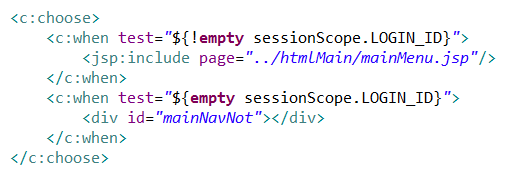 <c:choose>
    <c:when test="${!empty sessionScope.LOGIN_ID}">
        <jsp:include page="../htmlMain/mainMenu.jsp"/>
    </c:when>
    <c:when test="${empty sessionScope.LOGIN_ID}">
        <div id="mainNavNot"></div>
    </c:when>
</c:choose>